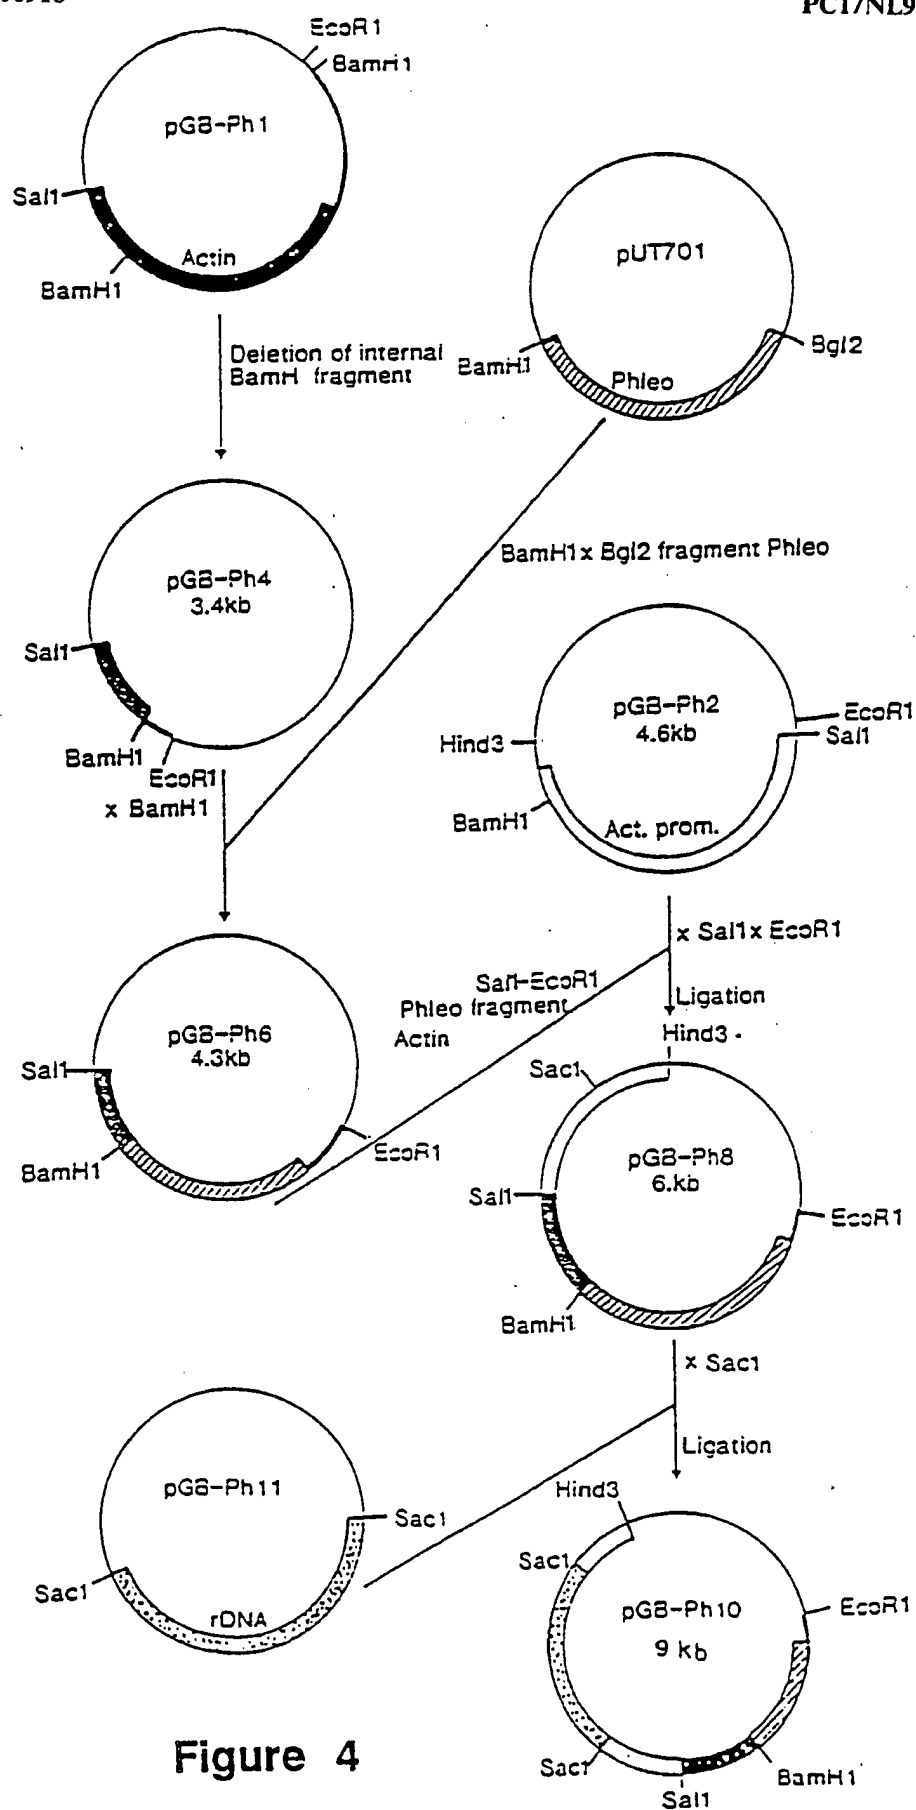 EcoR1
BamH1
pGB-Ph1
Sal1
Actin
BamH1
pUT701
BamH1
Bgl2
Phleo
Deletion of internal
BamH fragment
BamH1x Bgl2 fragment Phleo
pGB-Ph4
3.4kb
Sal1
BamH1
EcoR1
x BamH1
pGB-Ph2
4.6kb
EcoR1
Sal1
Hind3
BamH1
Act. prom.
x Sal1x EcoR1
Sal1-EcoR1
Phleo fragment
Actin
Ligation
pGB-Ph6
4.3kb
Sal1
BamH1
EcoR1
Hind3
Sac1
pGB-Ph8
6.kb
Sal1
EcoR1
BamH1
x Sac1
Ligation
pGB-Ph11
Sac1
Sac1
rDNA
Hind3
Sac1
pGB-Ph10
9 kb
EcoR1
Sac1
BamH1
Sal1
Figure 4